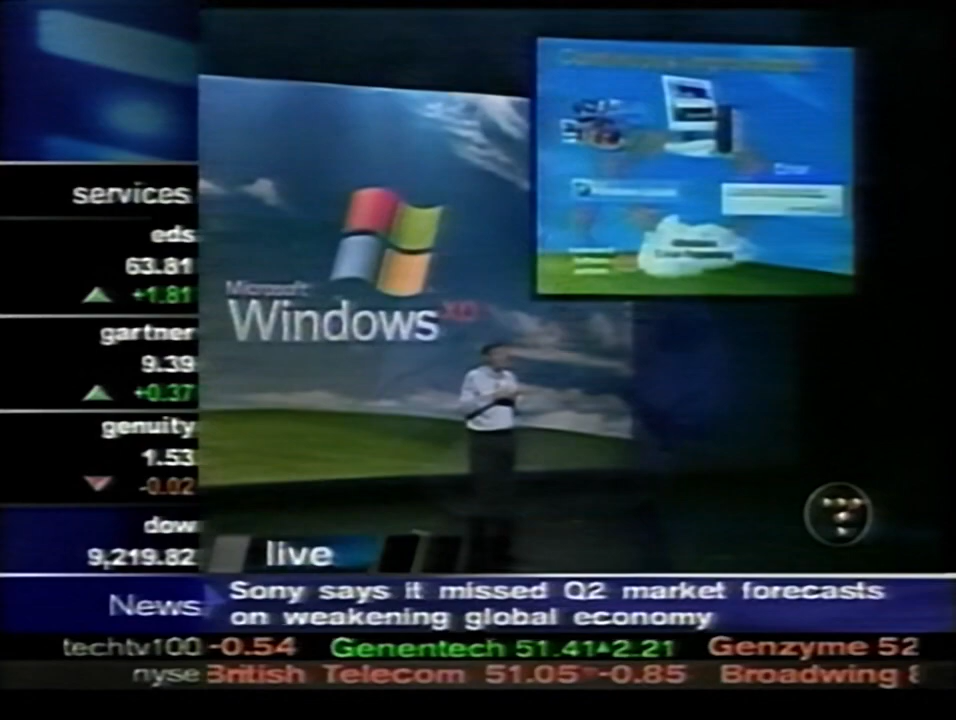 services
eds
63.81
+1.81
gartner
9.39
+0.37
genuity
1.53
-0.02
dow
9,219.82
Microsoft
Windows XP
live
News
Sony says it missed Q2 market forecasts
on weakening global economy
techtv100 -0.54 Genentech 51.41 2.21 Genzyme 52
nyse British Telecom 51.05 -0.85 Broadwing